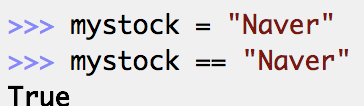 >>> mystock = "Naver"
>>> mystock == "Naver"
True